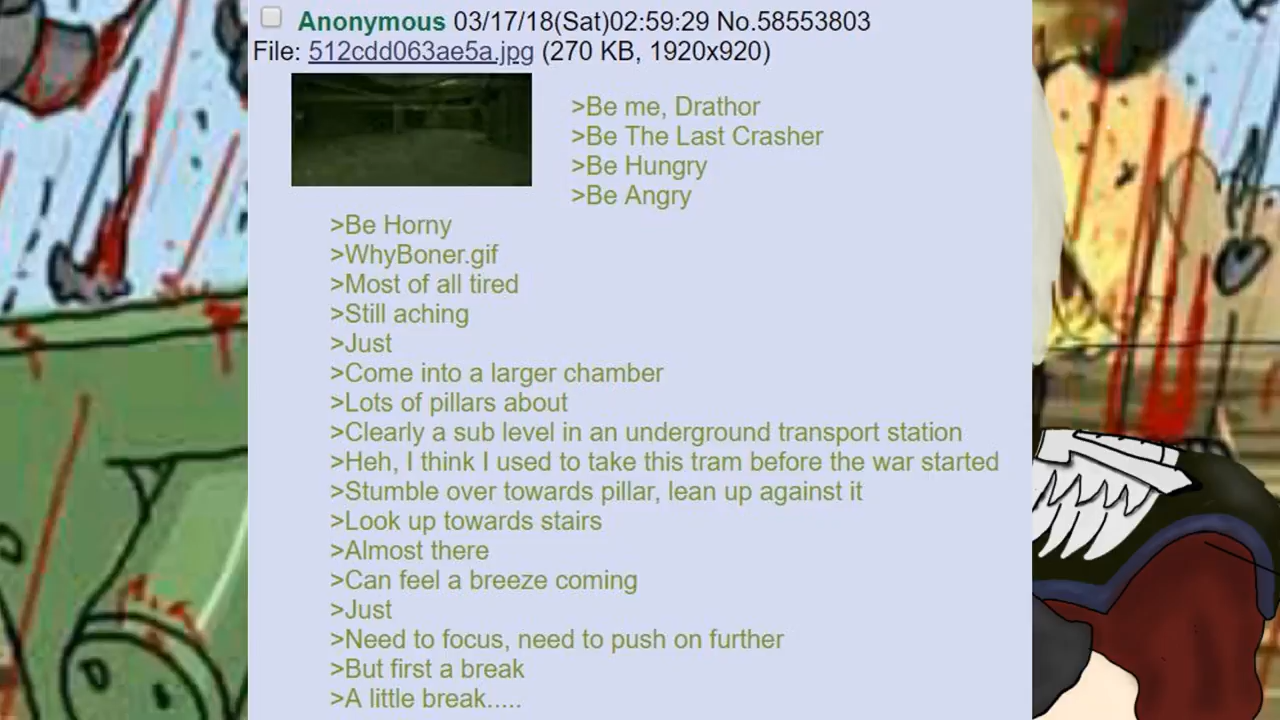 Anonymous 03/17/18(Sat)02:59:29 No.58553803
File: 512cdd063ae5a.jpg (270 KB, 1920x920)
>Be me, Drathor
>Be The Last Crasher
>Be Hungry
>Be Angry
>Be Horny
>WhyBoner.gif
>Most of all tired
>Still aching
>Just
>Come into a larger chamber
>Lots of pillars about
>Clearly a sub level in an underground transport station
>Heh, I think I used to take this tram before the war started
>Stumble over towards pillar, lean up against it
>Look up towards stairs
>Almost there
>Can feel a breeze coming
>Just
>Need to focus, need to push on further
>But first a break
>A little break.....